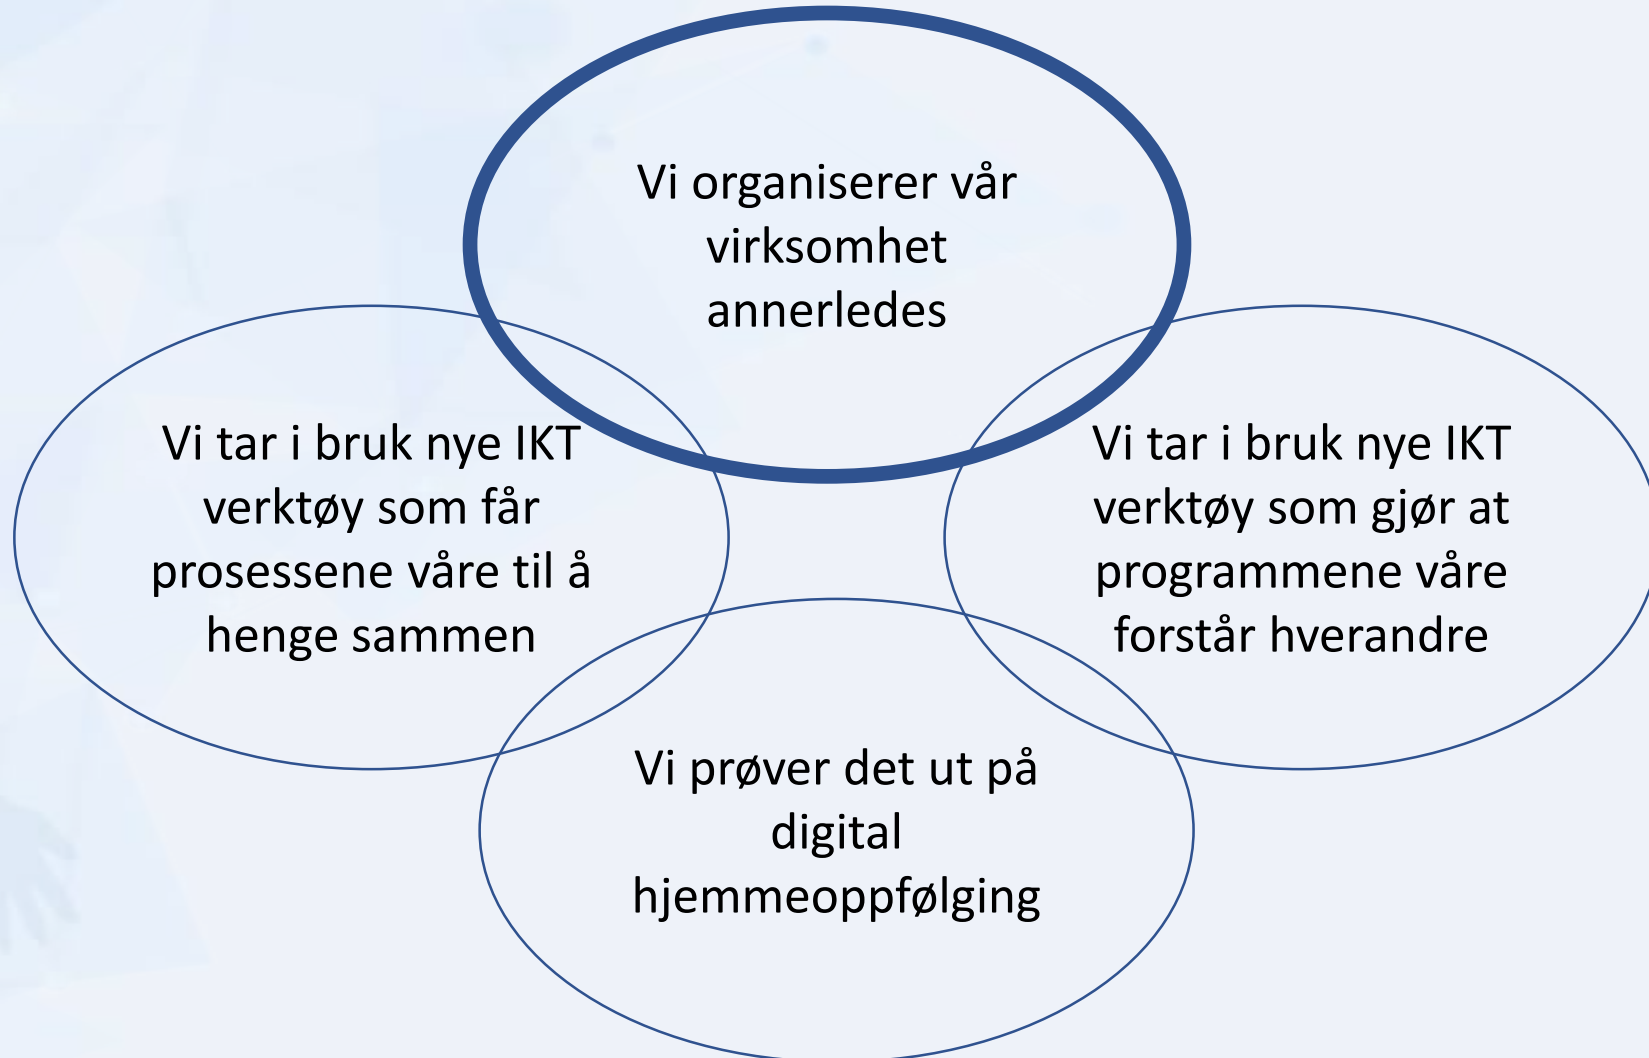 Vi organiserer vår
virksomhet
annerledes
Vi tar i bruk nye IKT
verktøy som får
prosessene våre til å
henge sammen
Vi tar i bruk nye IKT
verktøy som gjør at
programmene våre
forstår hverandre
Vi prøver det ut på
digital
hjemmeoppfølging